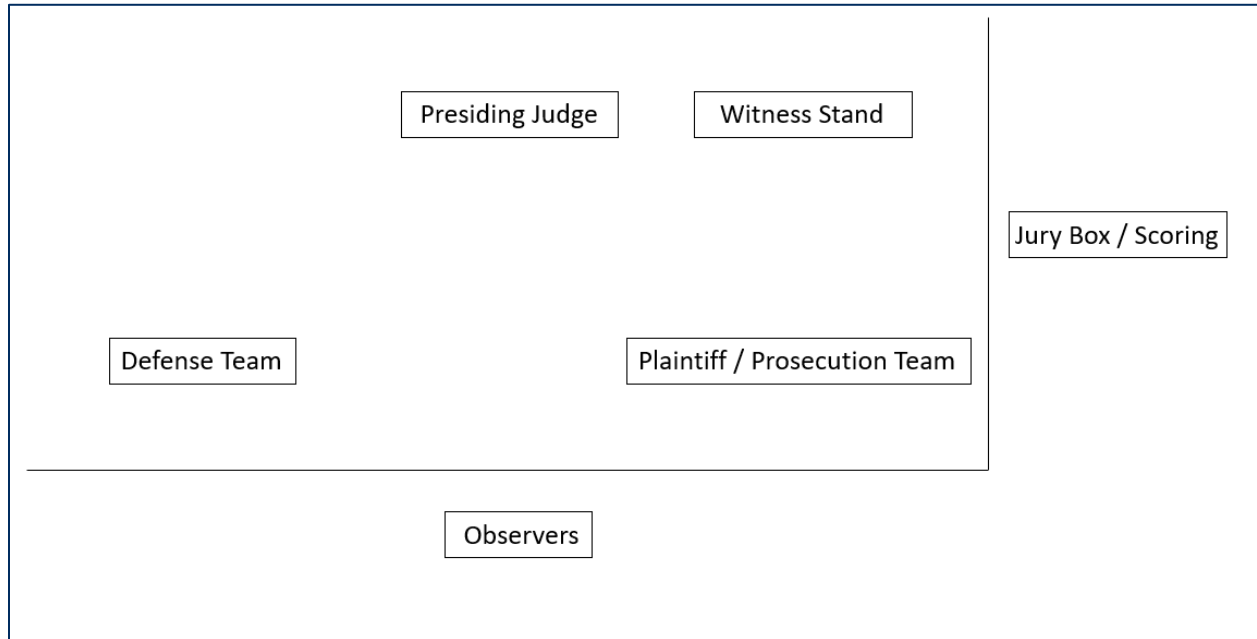 Presiding Judge
Witness Stand
Jury Box / Scoring
Defense Team
Plaintiff / Prosecution Team
Observers